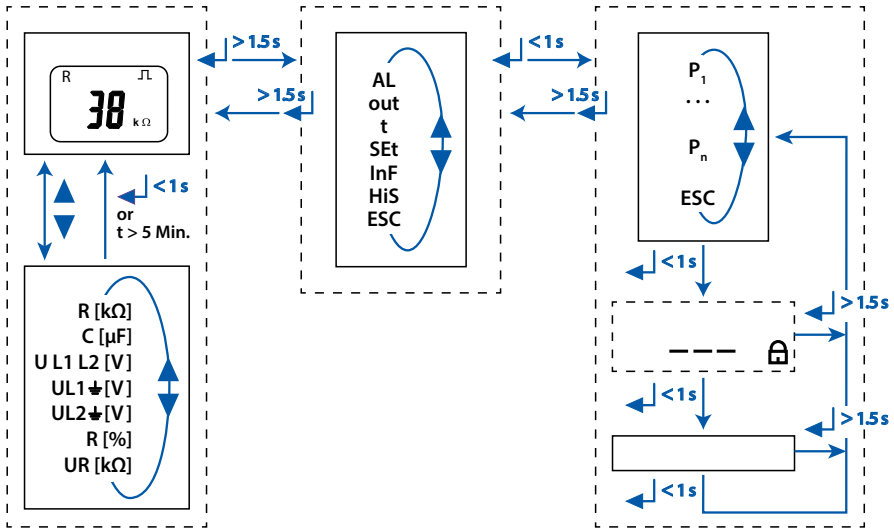 R
38 kΩ
> 1.5 s
> 1.5 s
< 1 s
or
t > 5 Min.
R [kΩ]
C [µF]
U L1 L2 [V]
UL1⏚[V]
UL2⏚[V]
R [%]
UR [kΩ]
AL
out
t
SEt
InF
HiS
ESC
< 1 s
> 1.5 s
P1
...
Pn
ESC
< 1 s
> 1.5 s
< 1 s
> 1.5 s
< 1 s